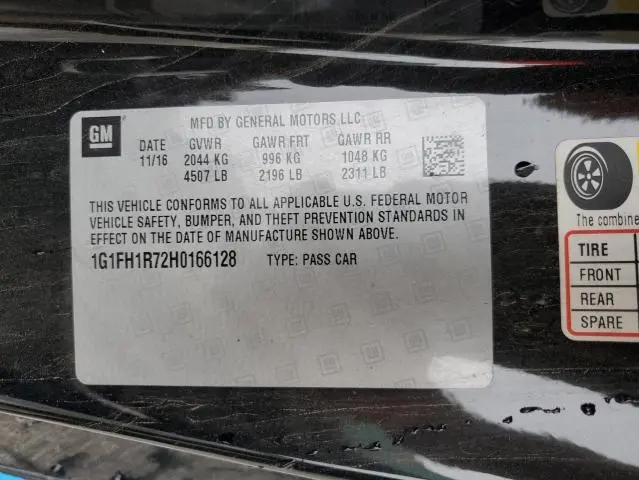 GM
MFD BY GENERAL MOTORS LLC
DATE GVWR GAWR FRT GAWR RR
11/16 2044 KG 996 KG 1048 KG
4507 LB 2196 LB 2311 LB
THIS VEHICLE CONFORMS TO ALL APPLICABLE U.S. FEDERAL MOTOR
VEHICLE SAFETY, BUMPER, AND THEFT PREVENTION STANDARDS IN
EFFECT ON THE DATE OF MANUFACTURE SHOWN ABOVE.
1G1FH1R72H0166128 TYPE: PASS CAR
The combine
TIRE
FRONT
REAR
SPARE